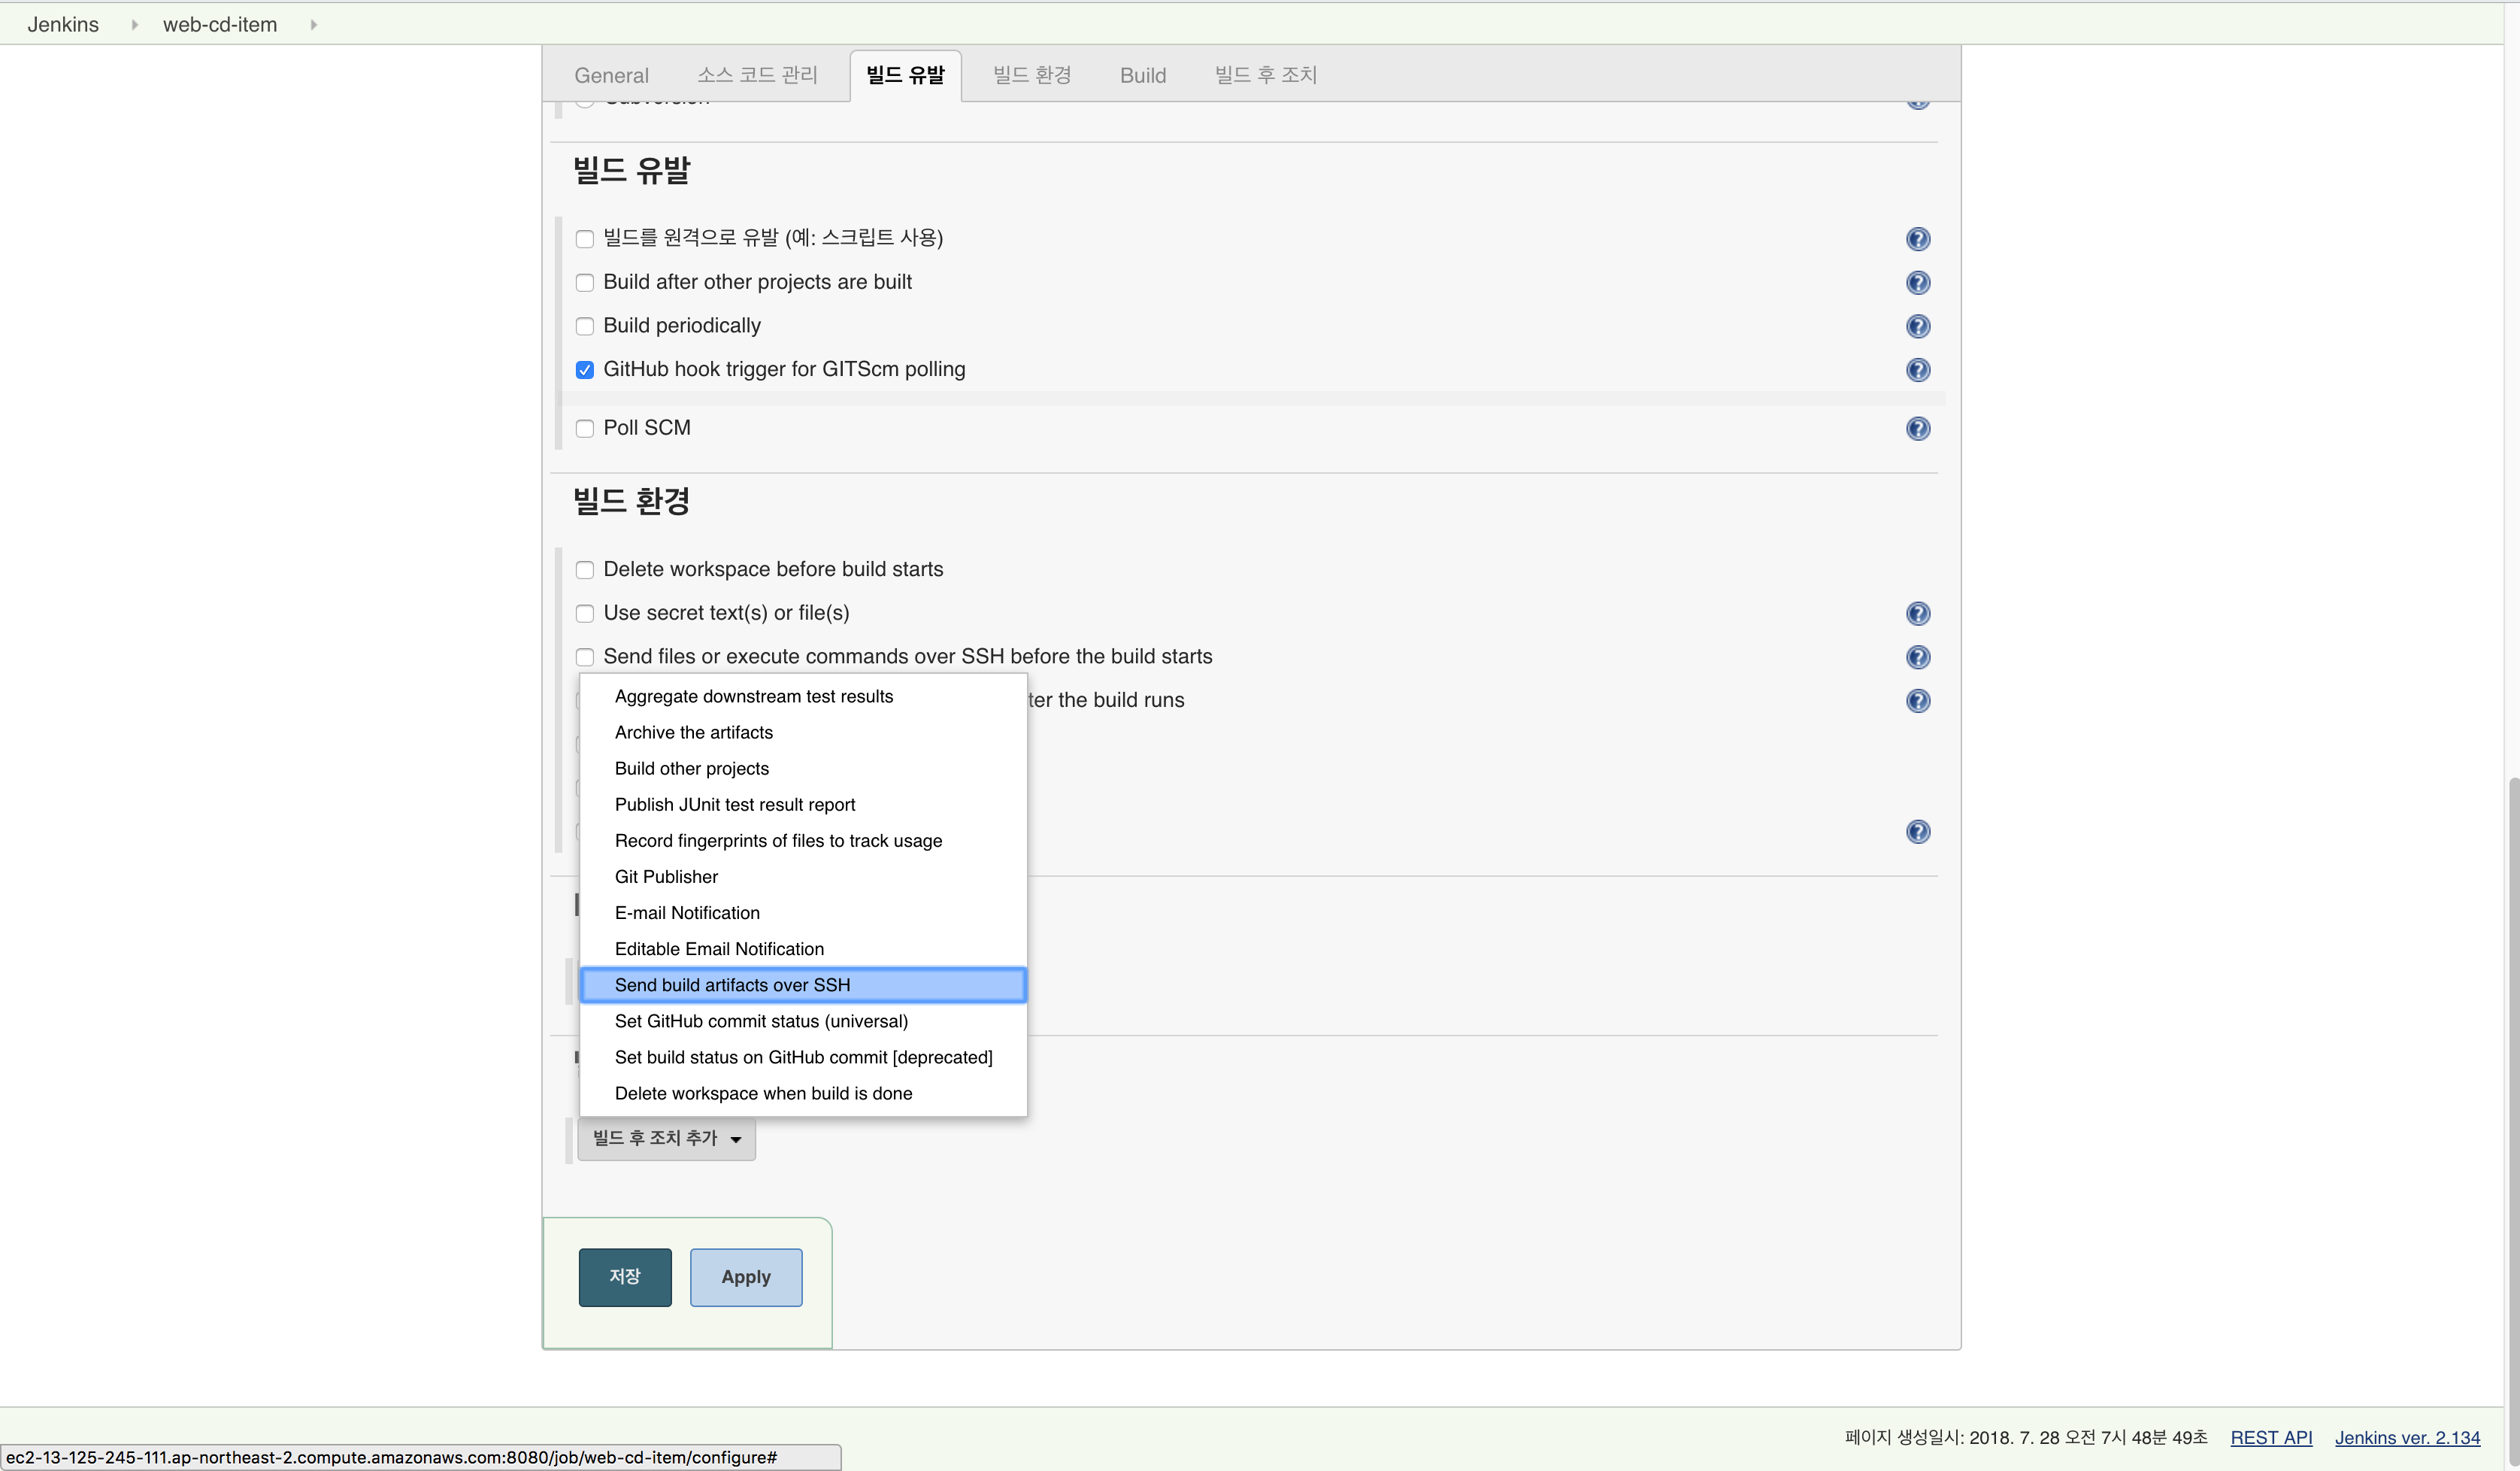 Jenkins web-cd-item
General 소스 코드 관리 빌드 유발 빌드 환경 Build 빌드 후 조치
빌드 유발
빌드를 원격으로 유발 (예: 스크립트 사용)
Build after other projects are built
Build periodically
GitHub hook trigger for GITScm polling
Poll SCM
빌드 환경
Delete workspace before build starts
Use secret text(s) or file(s)
Send files or execute commands over SSH before the build starts
ter the build runs
Aggregate downstream test results
Archive the artifacts
Build other projects
Publish JUnit test result report
Record fingerprints of files to track usage
Git Publisher
E-mail Notification
Editable Email Notification
Send build artifacts over SSH
Set GitHub commit status (universal)
Set build status on GitHub commit [deprecated]
Delete workspace when build is done
빌드 후 조치 추가
저장 Apply
페이지 생성일시: 2018. 7. 28 오전 7시 48분 49초 REST API Jenkins ver. 2.134
ec2-13-125-245-111.ap-northeast-2.compute.amazonaws.com:8080/job/web-cd-item/configure#